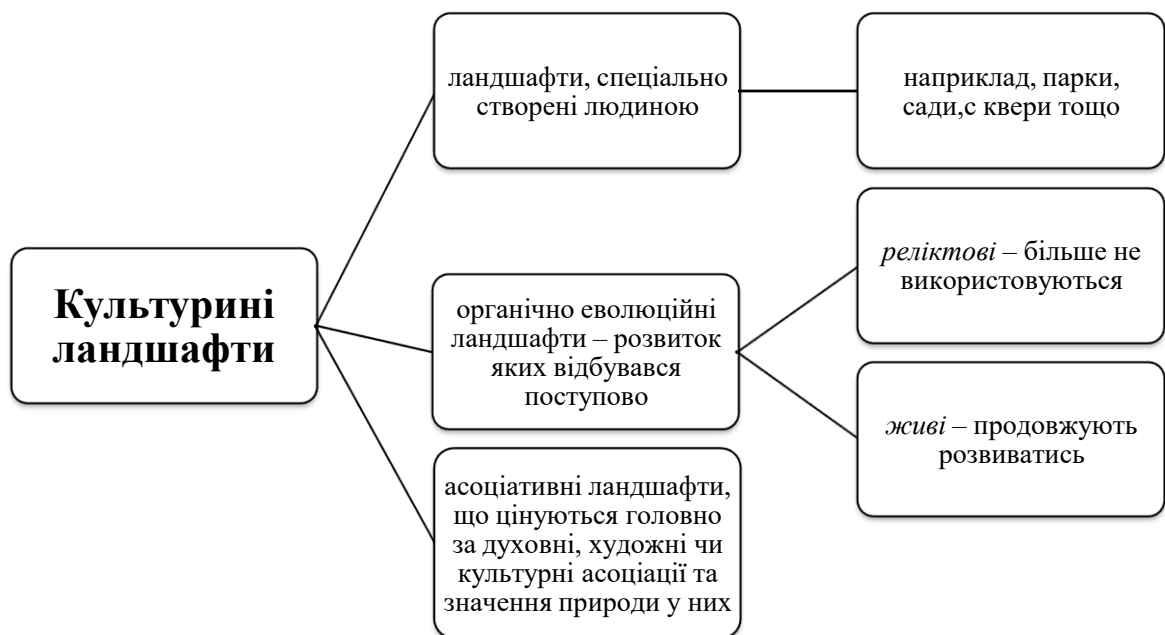 Культурині
ландшафти
ландшафти, спеціально
створені людиною
наприклад, парки,
сади,с квери тощо
органічно еволюційні
ландшафти – розвиток
яких відбувався
поступово
реліктові – більше не
використовуються
живі – продовжують
розвиватись
асоціативні ландшафти,
що цінуються головно
за духовні, художні чи
культурні асоціації та
значення природи у них